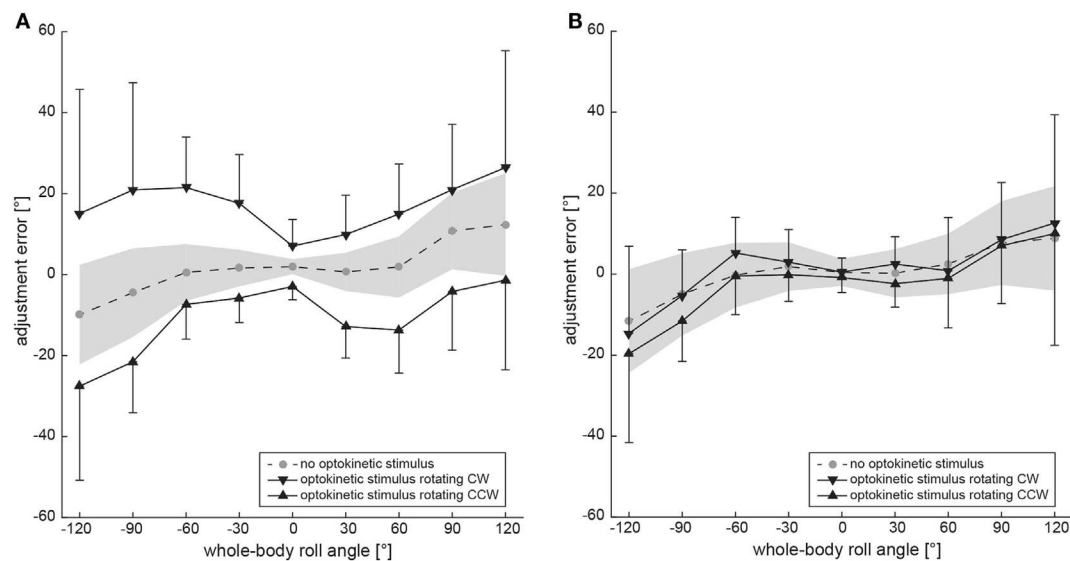 A
60
40
20
0
-20
-40
-60
adjustment error [°]
-120 -90 -60 -30 0 30 60 90 120
whole-body roll angle [°]
no optokinetic stimulus
optokinetic stimulus rotating CW
optokinetic stimulus rotating CCW
B
60
40
20
0
-20
-40
-60
adjustment error [°]
-120 -90 -60 -30 0 30 60 90 120
whole-body roll angle [°]
no optokinetic stimulus
optokinetic stimulus rotating CW
optokinetic stimulus rotating CCW